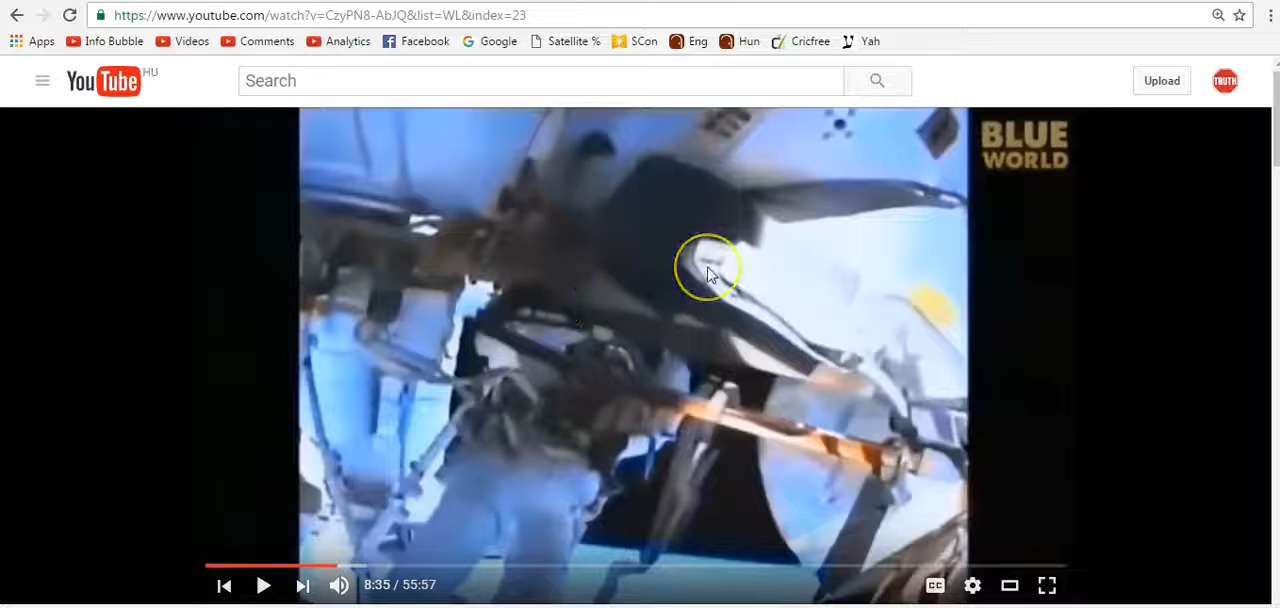 https://www.youtube.com/watch?v=CzyPN8-AbJQ&list=WL&index=23
Apps Info Bubble Videos Comments Analytics Facebook Google Satellite % SCon Eng Hun Cricfree Yah
YouTube HU Search Upload TRUTH
BLUE
WORLD
8:35 / 55:57 CC